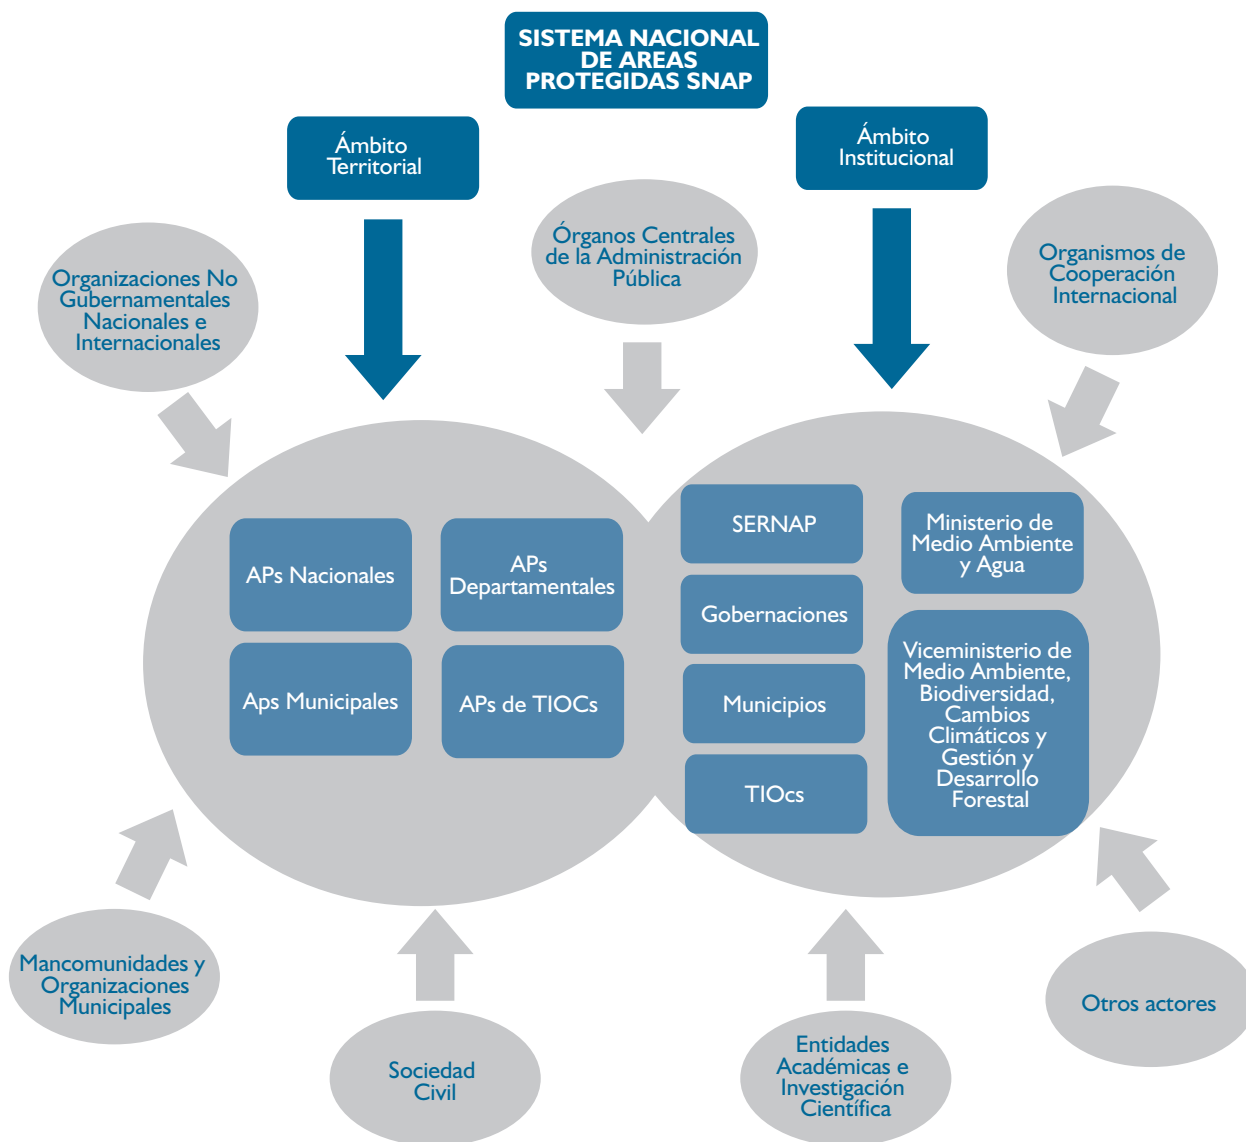 SISTEMA NACIONAL
DE AREAS
PROTEGIDAS SNAP
Ámbito
Territorial
Ámbito
Institucional
Organizaciones No
Gubernamentales
Nacionales e
Internacionales
Órganos Centrales
de la Administración
Pública
Organismos de
Cooperación
Internacional
APs Nacionales
APs
Departamentales
Aps Municipales
APs de TIOCs
SERNAP
Gobernaciones
Municipios
TIOcs
Ministerio de
Medio Ambiente
y Agua
Viceministerio de
Medio Ambiente,
Biodiversidad,
Cambios
Climáticos y
Gestión y
Desarrollo
Forestal
Mancomunidades y
Organizaciones
Municipales
Sociedad
Civil
Entidades
Académicas e
Investigación
Científica
Otros actores